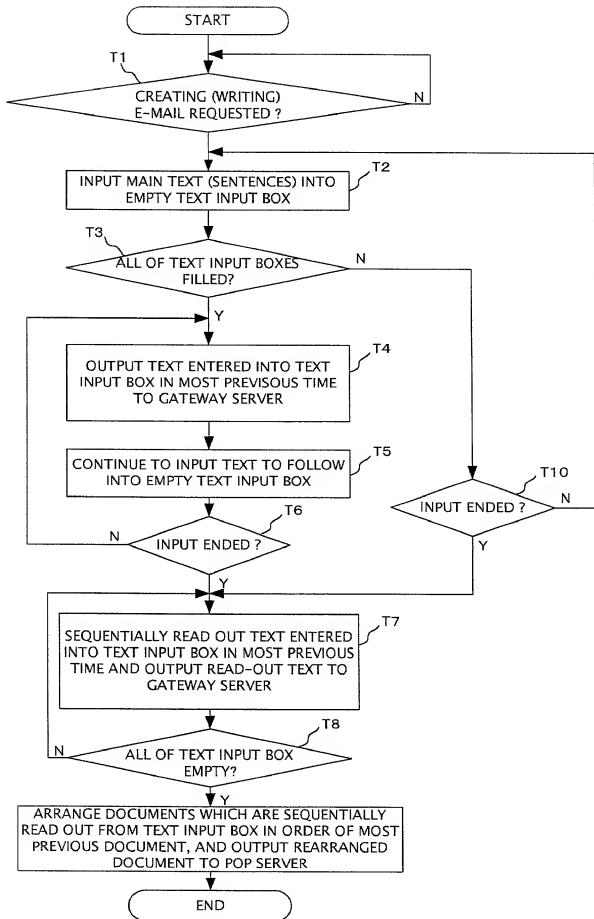 START
T1
CREATING (WRITING)
E-MAIL REQUESTED ?
N
T2
INPUT MAIN TEXT (SENTENCES) INTO
EMPTY TEXT INPUT BOX
T3
ALL OF TEXT INPUT BOXES
FILLED?
N
Y
T4
OUTPUT TEXT ENTERED INTO TEXT
INPUT BOX IN MOST PREVISOUS TIME
TO GATEWAY SERVER
T5
CONTINUE TO INPUT TEXT TO FOLLOW
INTO EMPTY TEXT INPUT BOX
T10
INPUT ENDED ?
N
Y
T6
INPUT ENDED ?
N
Y
T7
SEQUENTIALLY READ OUT TEXT ENTERED
INTO TEXT INPUT BOX IN MOST PREVIOUS
TIME AND OUTPUT READ-OUT TEXT TO
GATEWAY SERVER
T8
ALL OF TEXT INPUT BOX
EMPTY?
N
Y
ARRANGE DOCUMENTS WHICH ARE SEQUENTIALLY
READ OUT FROM TEXT INPUT BOX IN ORDER OF MOST
PREVIOUS DOCUMENT, AND OUTPUT REARRANGED
DOCUMENT TO POP SERVER
END